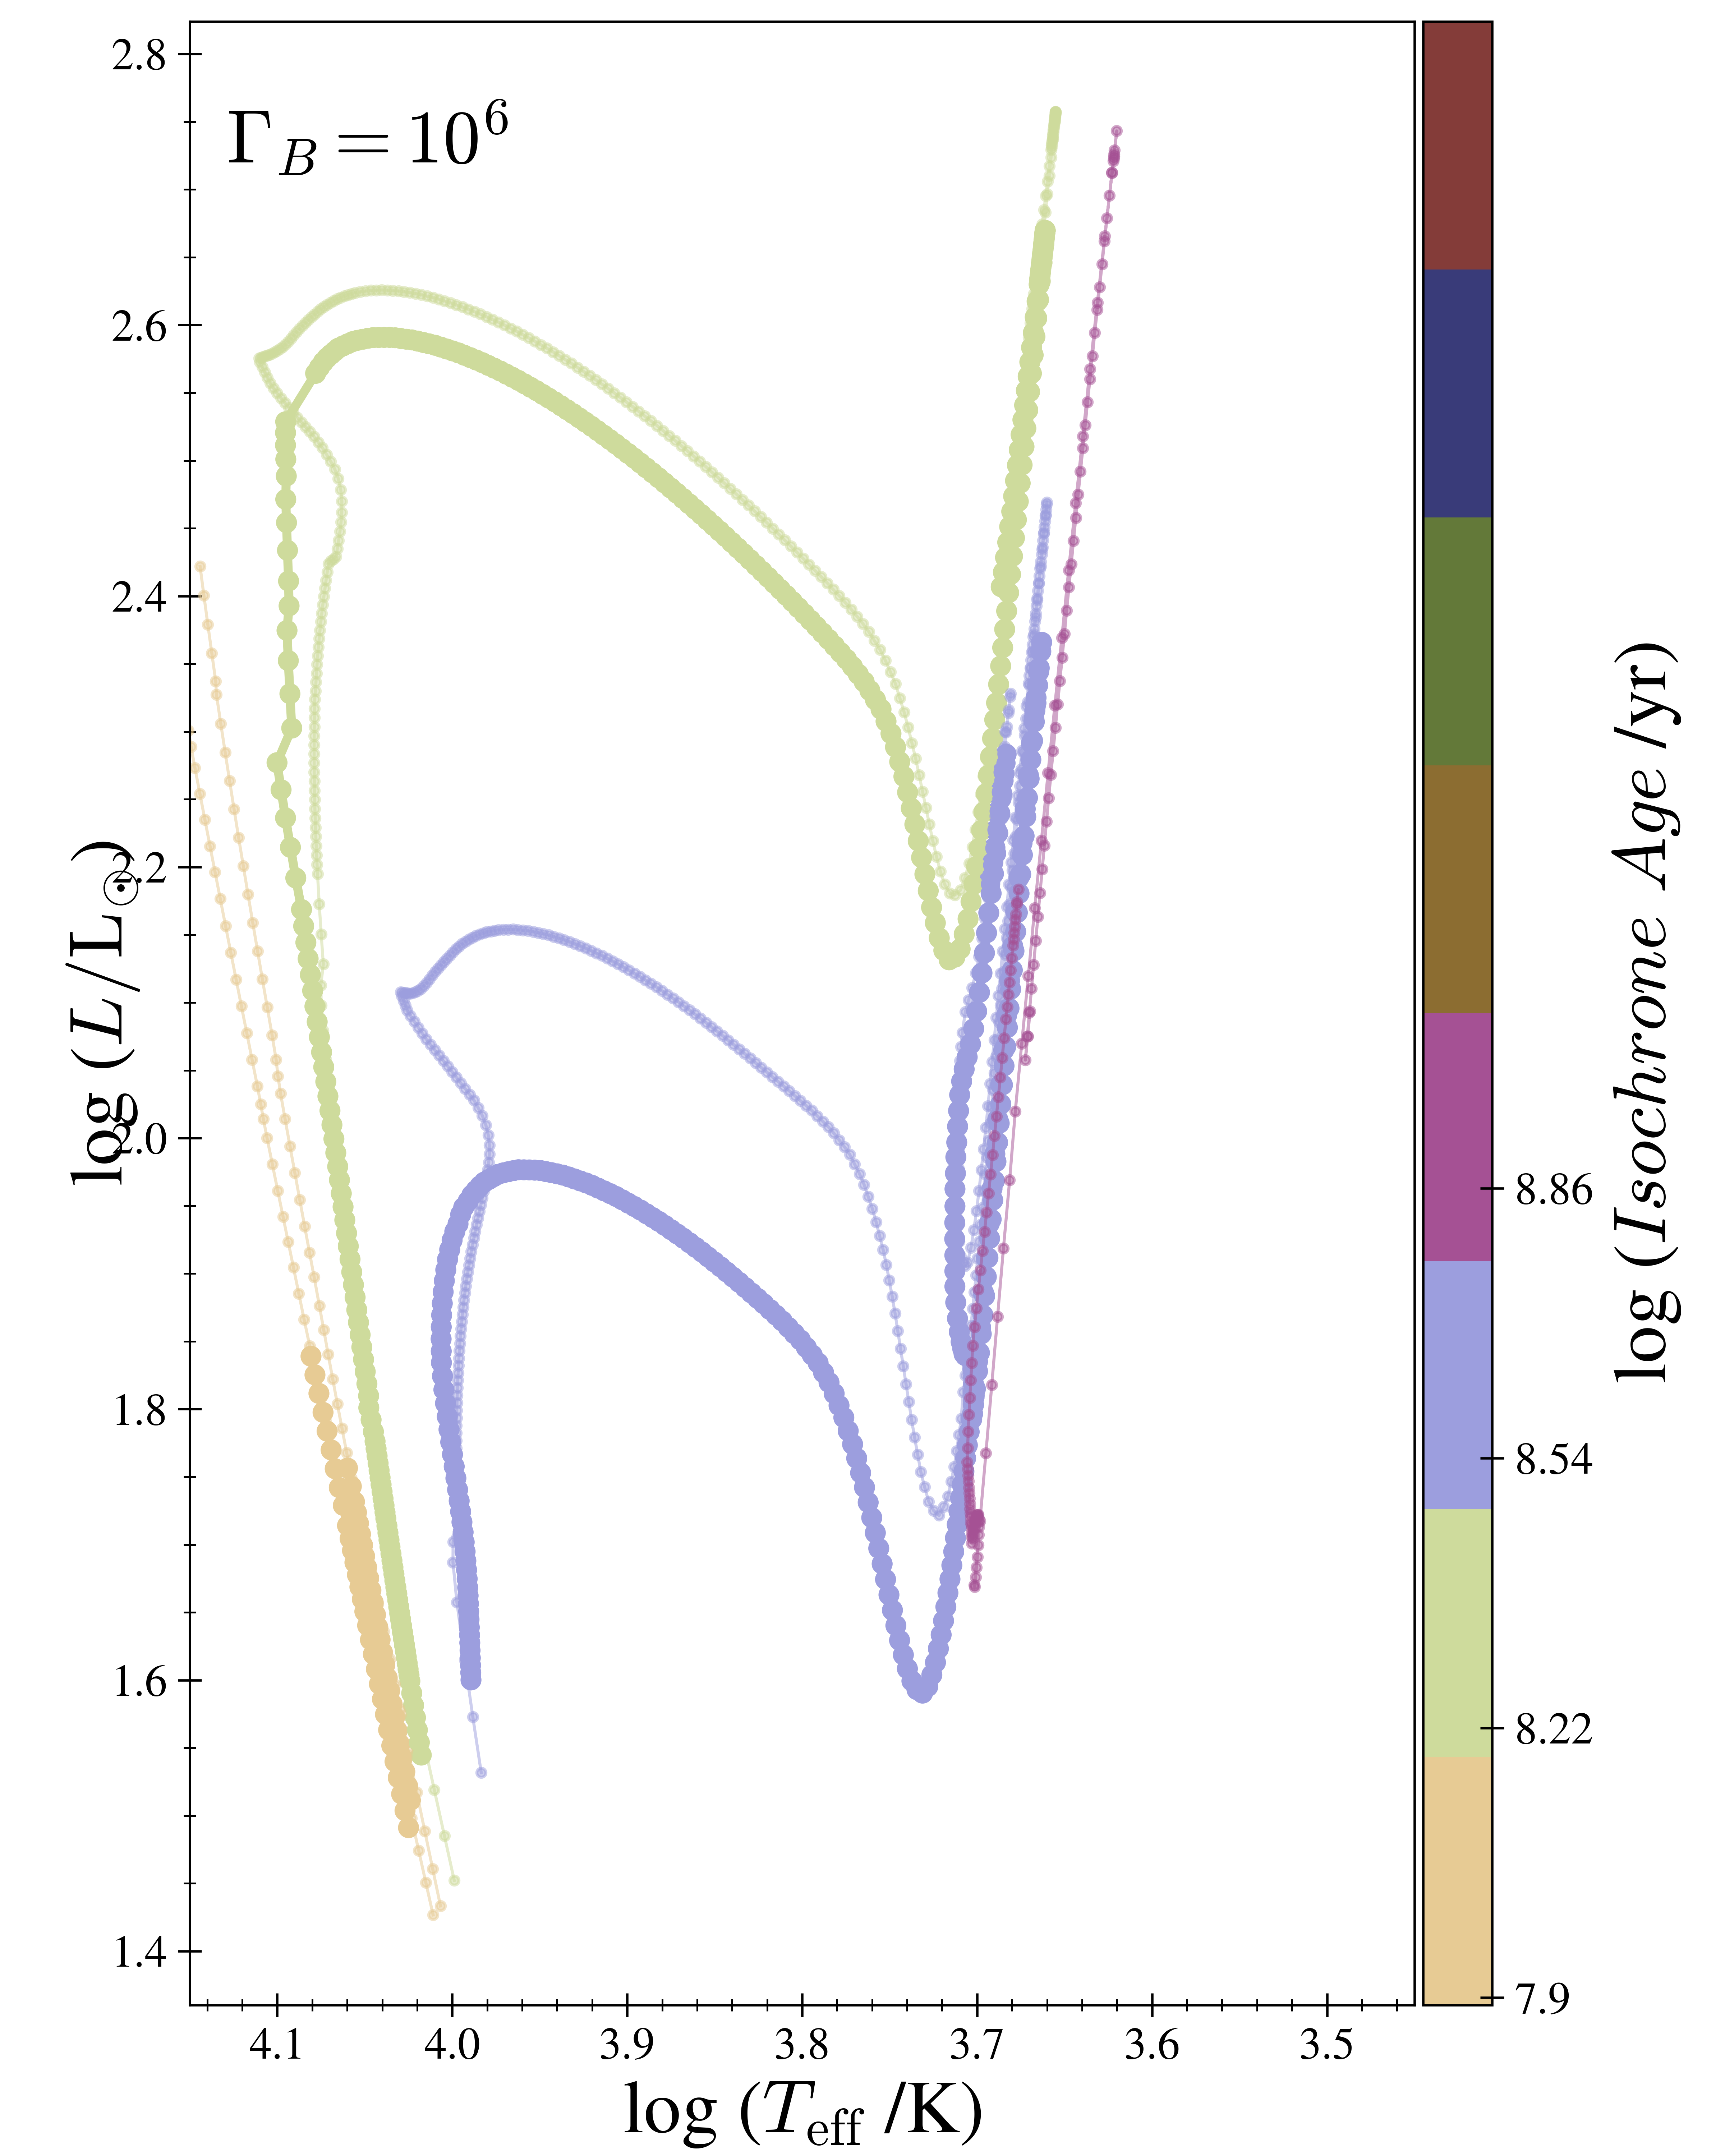 2.8
Γ_B = 10^6
2.6
2.4
2.2
2.0
1.8
1.6
1.4
log (L/L⊙)
4.1 4.0 3.9 3.8 3.7 3.6 3.5
log (T_eff /K)
8.86
8.54
8.22
7.9
log (Isochrome Age /yr)